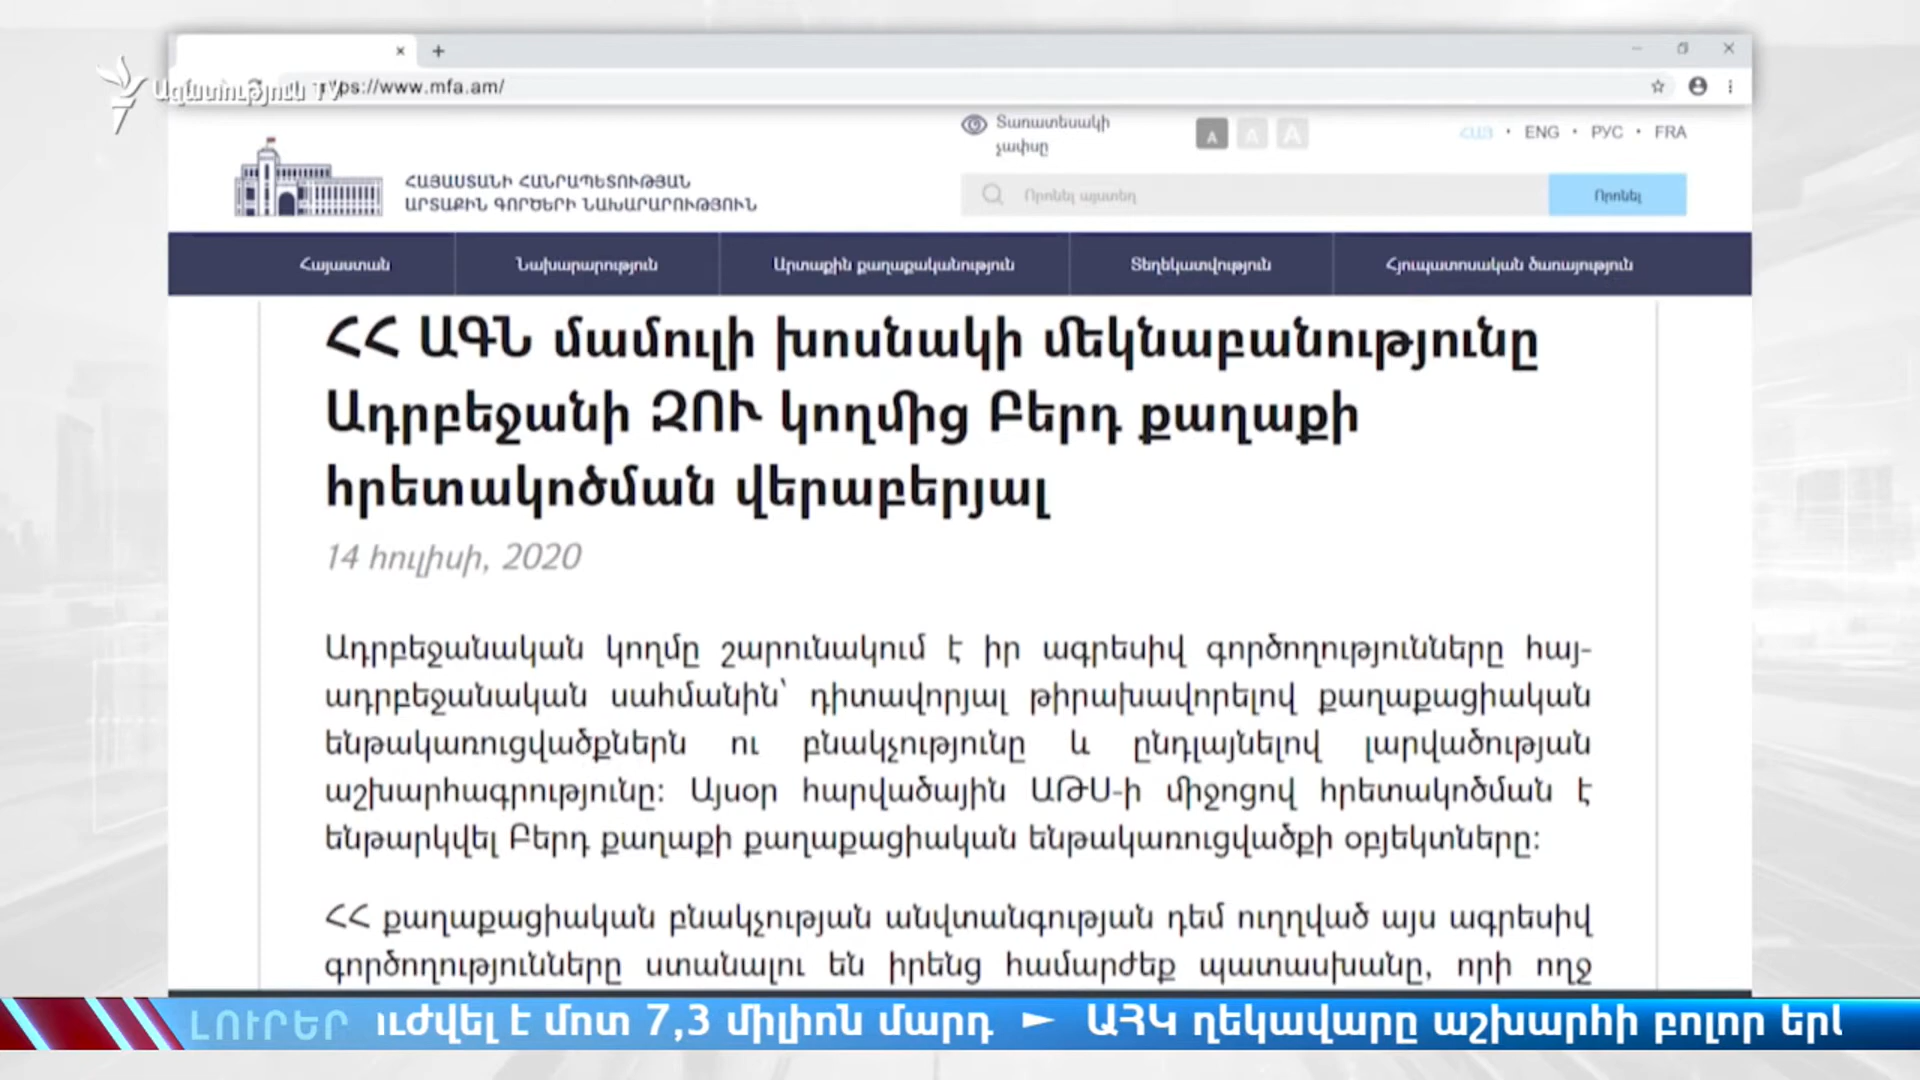 Ազատություն TV
ps://www.mfa.am/
Տառատեսակի
չափսը
A A A
ՀԱՅ • ENG • РУС • FRA
ՀԱՅԱՍՏԱՆԻ ՀԱՆՐԱՊԵՏՈՒԹՅԱՆ
ԱՐՏԱՔԻՆ ԳՈՐԾԵՐԻ ՆԱԽԱՐԱՐՈՒԹՅՈՒՆ
Որոնել այստեղ
Որոնել
Հայաստան
Նախարարություն
Արտաքին քաղաքականություն
Տեղեկատվություն
Հյուպատոսական ծառայություն
ՀՀ ԱԳՆ մամուլի խոսնակի մեկնաբանությունը
Ադրբեջանի ԶՈՒ կողմից Բերդ քաղաքի
հրետակոծման վերաբերյալ
14 հուլիսի, 2020
Ադրբեջանական կողմը շարունակում է իր ագրեսիվ գործողությունները հայ-
ադրբեջանական սահմանին՝ դիտավորյալ թիրախավորելով քաղաքացիական
ենթակառուցվածքներն ու բնակչությունը և ընդլայնելով լարվածության
աշխարհագրությունը։ Այսօր հարվածային ԱԹՍ-ի միջոցով հրետակոծման է
ենթարկվել Բերդ քաղաքի քաղաքացիական ենթակառուցվածքի օբյեկտները։
ՀՀ քաղաքացիական բնակչության անվտանգության դեմ ուղղված այս ագրեսիվ
գործողությունները ստանալու են իրենց համարժեք պատասխանը, որի ողջ
ԼՈՒՐԵՐ
ւժվել է մոտ 7,3 միլիոն մարդ ► ԱՀԿ ղեկավարը աշխարհի բոլոր եր